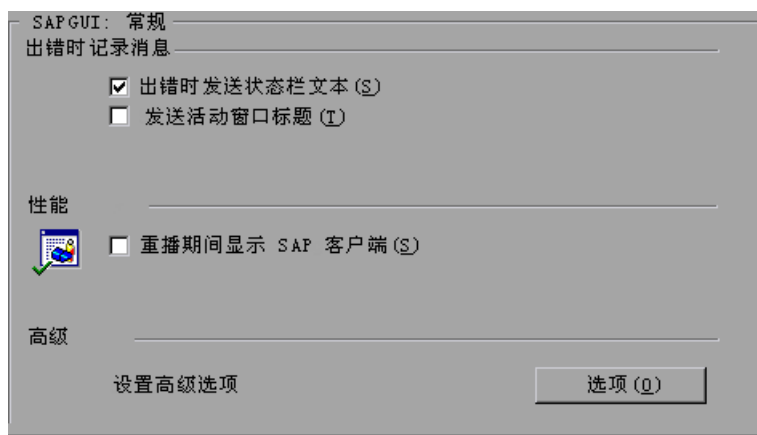 SAPGUI: 常规
出错时记录消息
出错时发送状态栏文本(S)
发送活动窗口标题(T)
性能
重播期间显示 SAP 客户端(S)
高级
设置高级选项
选项(O)